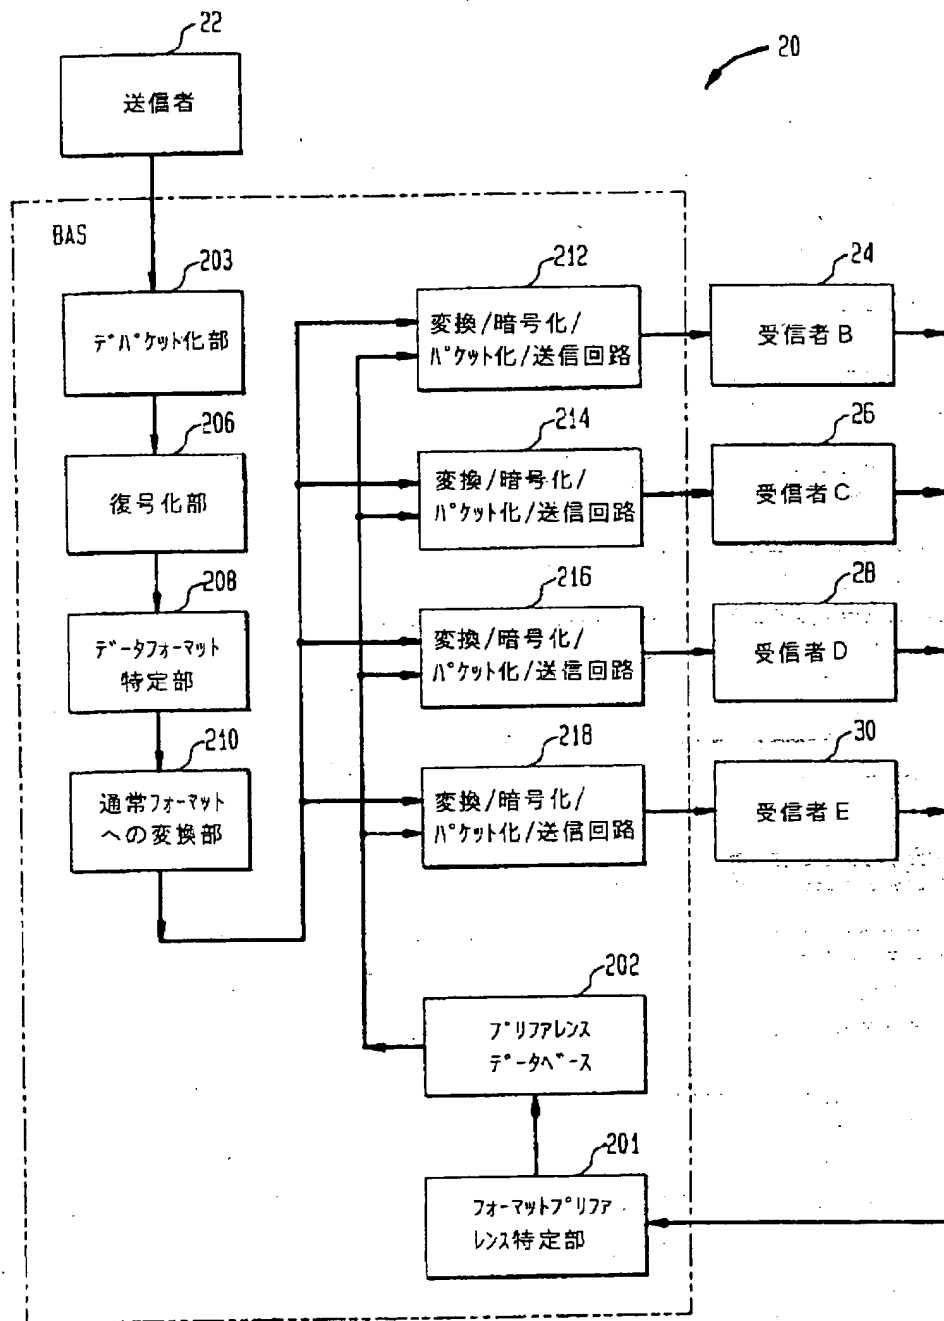 22
20
送信者
BAS
203
デパケット化部
206
復号化部
208
データフォーマット
特定部
210
通常フォーマット
への変換部
212
変換/暗号化/
パケット化/送信回路
214
変換/暗号化/
パケット化/送信回路
216
変換/暗号化/
パケット化/送信回路
218
変換/暗号化/
パケット化/送信回路
24
受信者B
26
受信者C
28
受信者D
30
受信者E
202
プリファレンス
データベース
201
フォーマットプリファ
レンス特定部